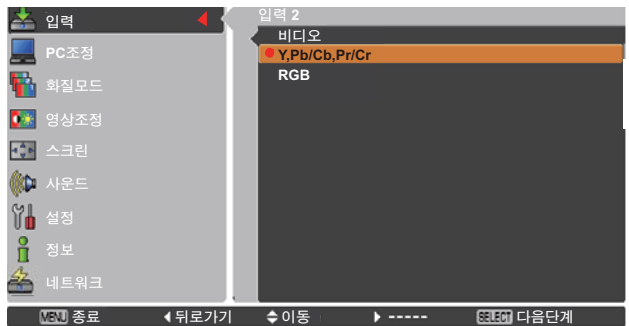 입력
PC조정
화질모드
영상조정
스크린
사운드
설정
정보
네트워크
입력 2
비디오
Y,Pb/Cb,Pr/Cr
RGB
MENU 종료 뒤로가기 이동 ----- SELECT 다음단계